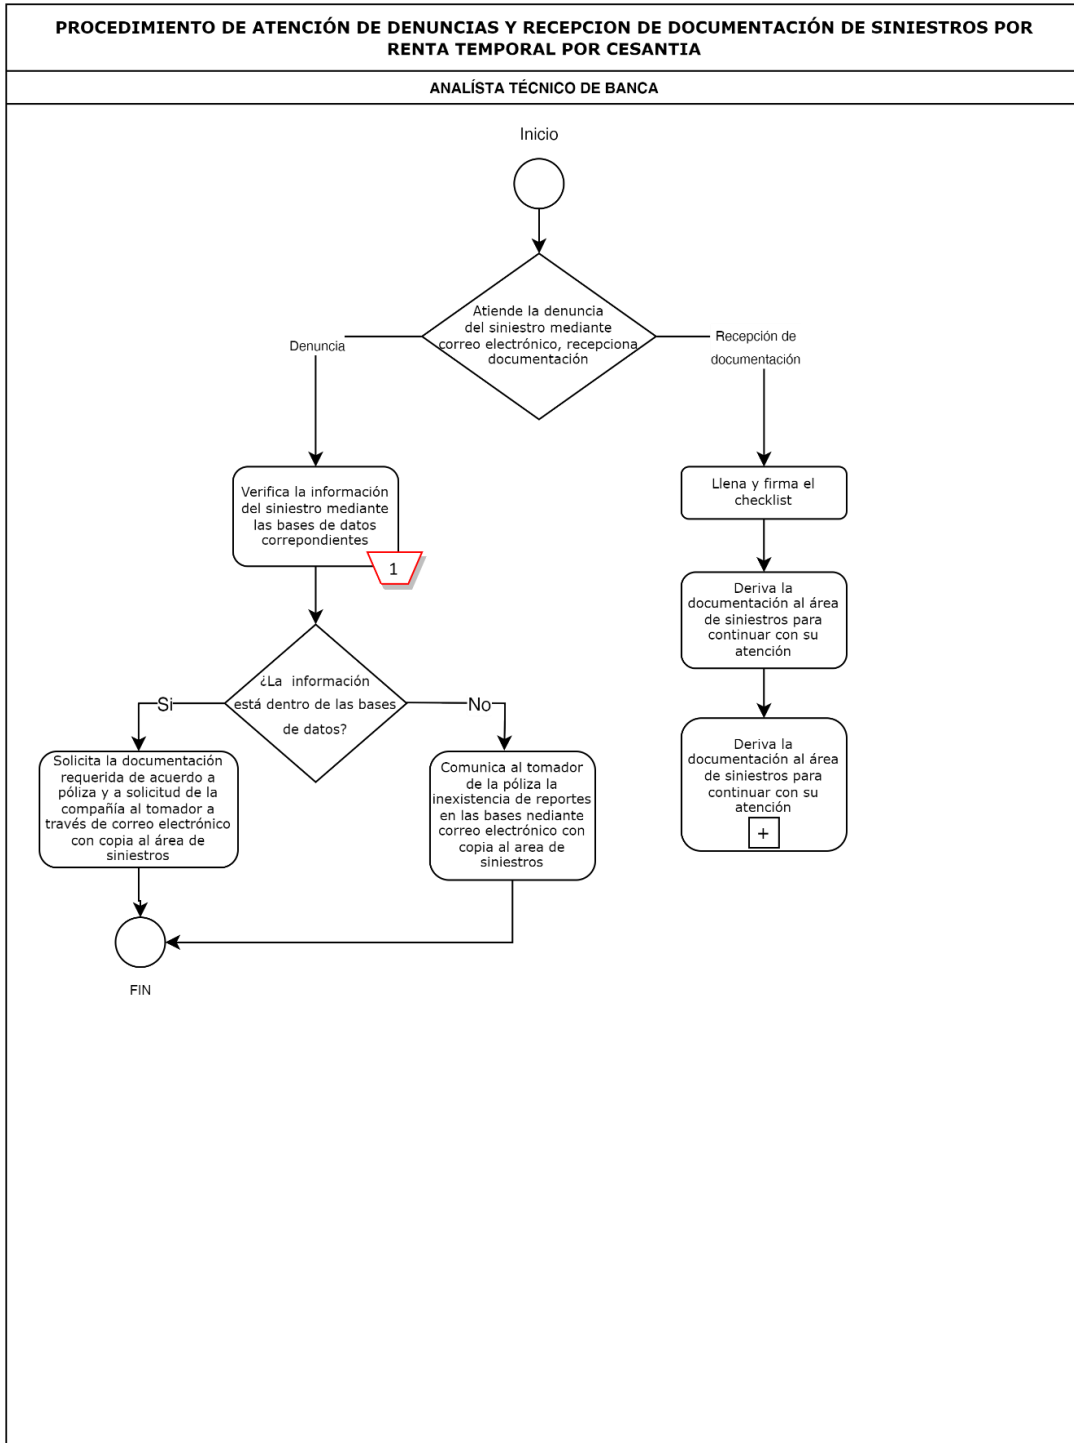 PROCEDIMIENTO DE ATENCIÓN DE DENUNCIAS Y RECEPCION DE DOCUMENTACIÓN DE SINIESTROS POR
RENTA TEMPORAL POR CESANTIA
ANALÍSTA TÉCNICO DE BANCA
Inicio
Atiende la denuncia
del siniestro mediante
correo electrónico, recepciona
documentación
Denuncia
Recepción de
documentación
Verifica la información
del siniestro mediante
las bases de datos
correpondientes
1
Llena y firma el
checklist
Deriva la
documentación al área
de siniestros para
continuar con su
atención
¿La información
está dentro de las bases
de datos?
Si
No
Solicita la documentación
requerida de acuerdo a
póliza y a solicitud de la
compañía al tomador a
través de correo electrónico
con copia al área de
siniestros
Comunica al tomador
de la póliza la
inexistencia de reportes
en las bases nediante
correo electrónico con
copia al area de
siniestros
Deriva la
documentación al área
de siniestros para
continuar con su
atención
+
FIN